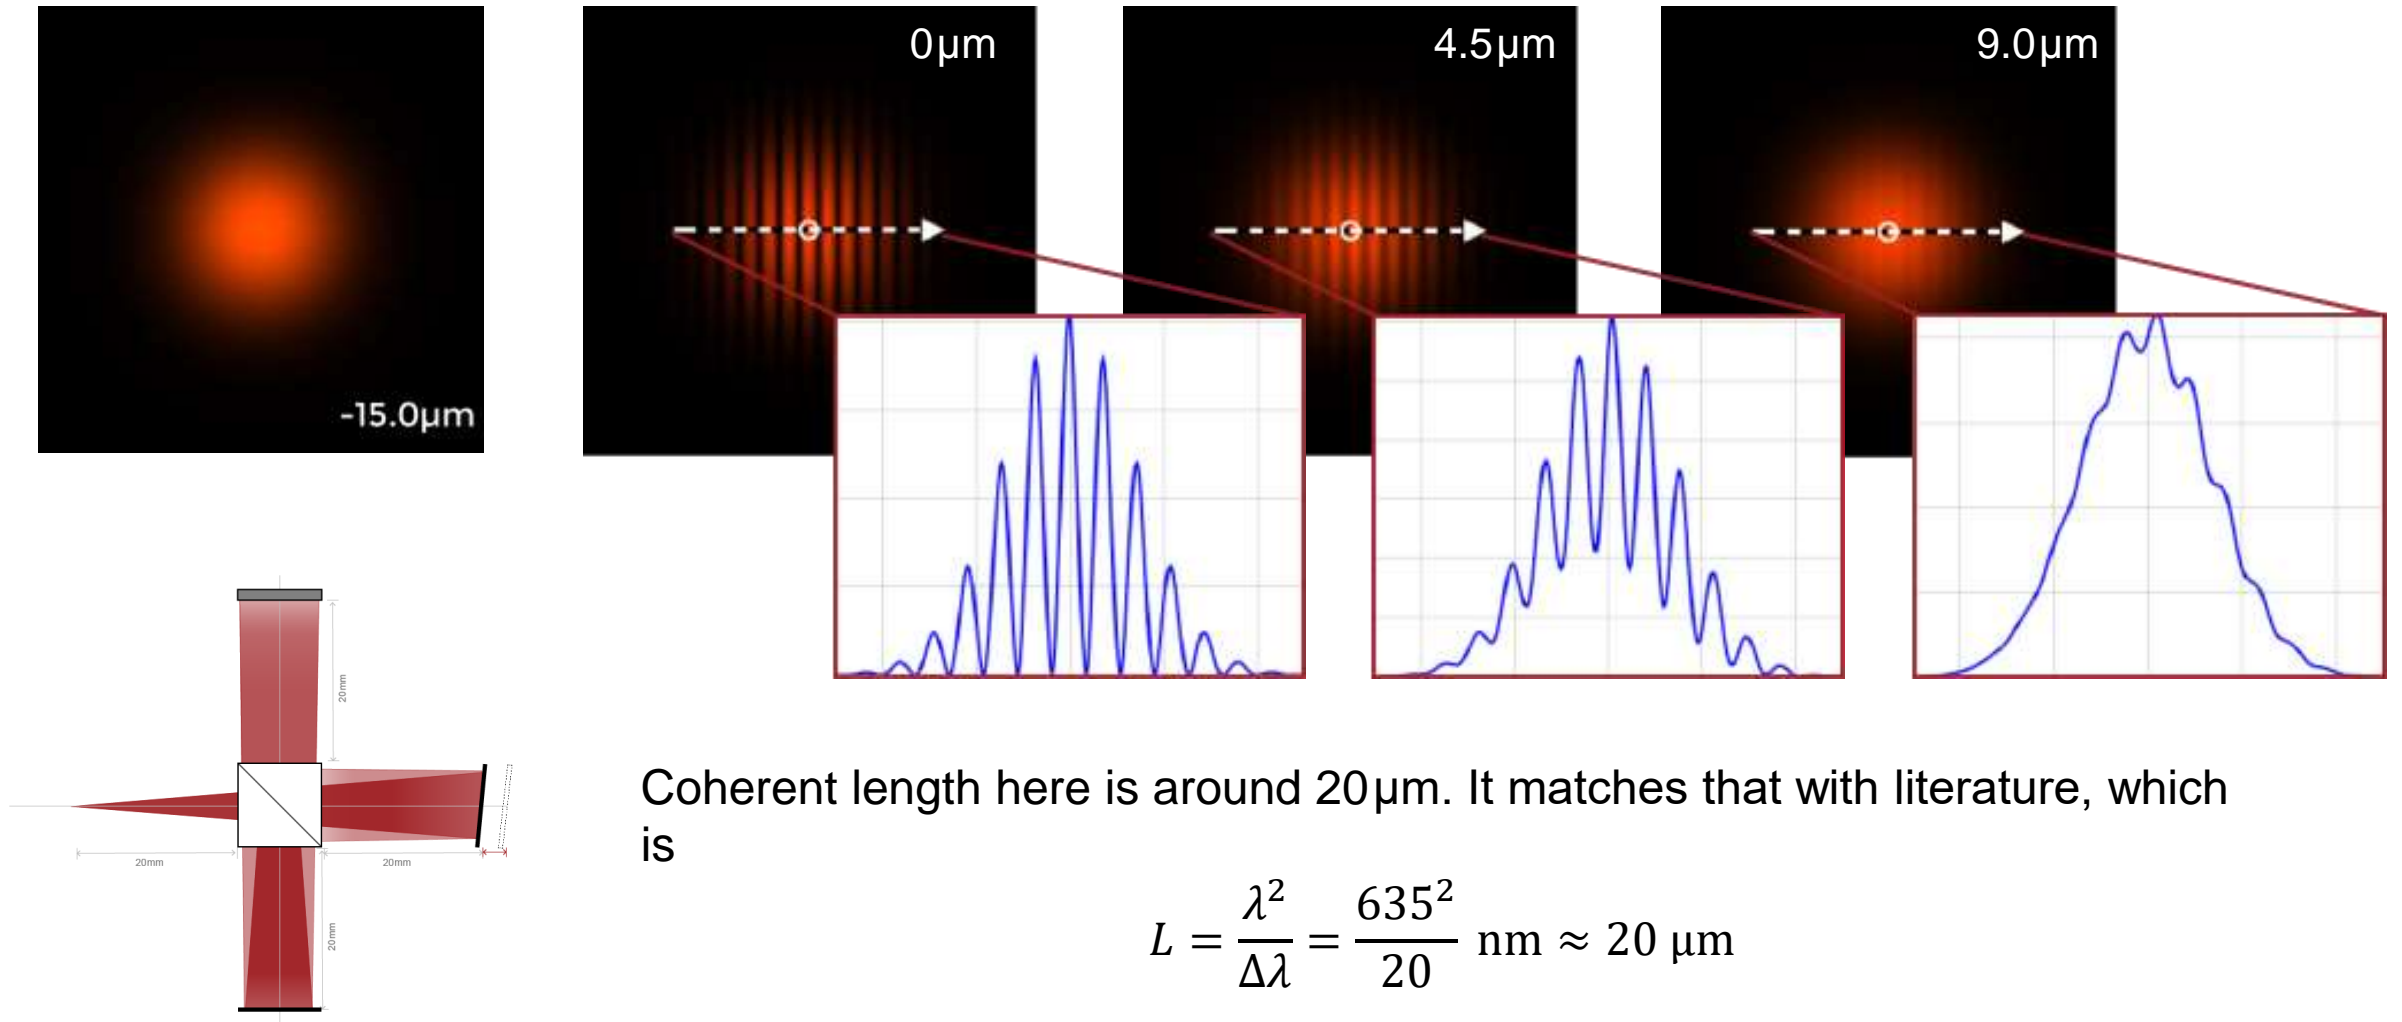 0μm
4.5μm
9.0μm
-15.0μm
20mm
20mm
20mm
20mm
Coherent length here is around 20μm. It matches that with literature, which
is
L = λ²/Δλ = 635²/20 nm ≈ 20 μm